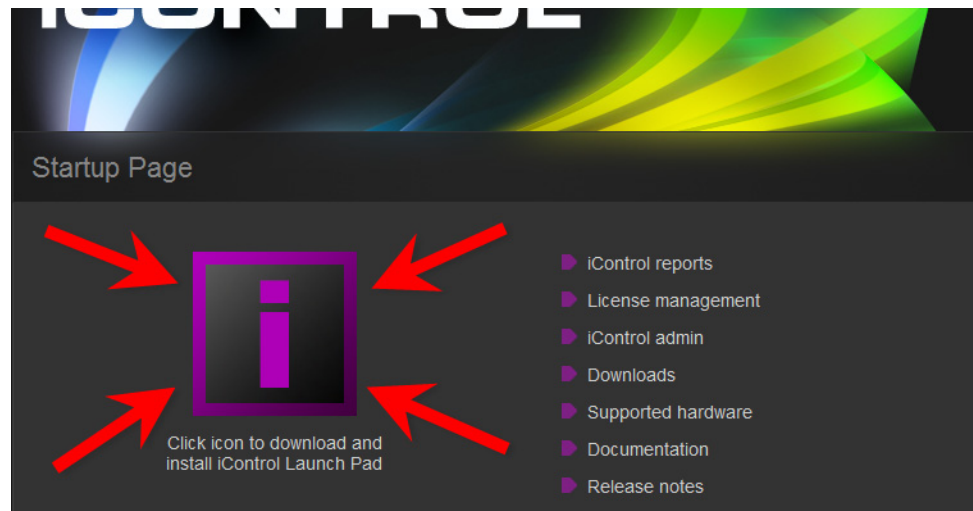 iCONTROL
Startup Page
i
Click icon to download and
install iControl Launch Pad
iControl reports
License management
iControl admin
Downloads
Supported hardware
Documentation
Release notes